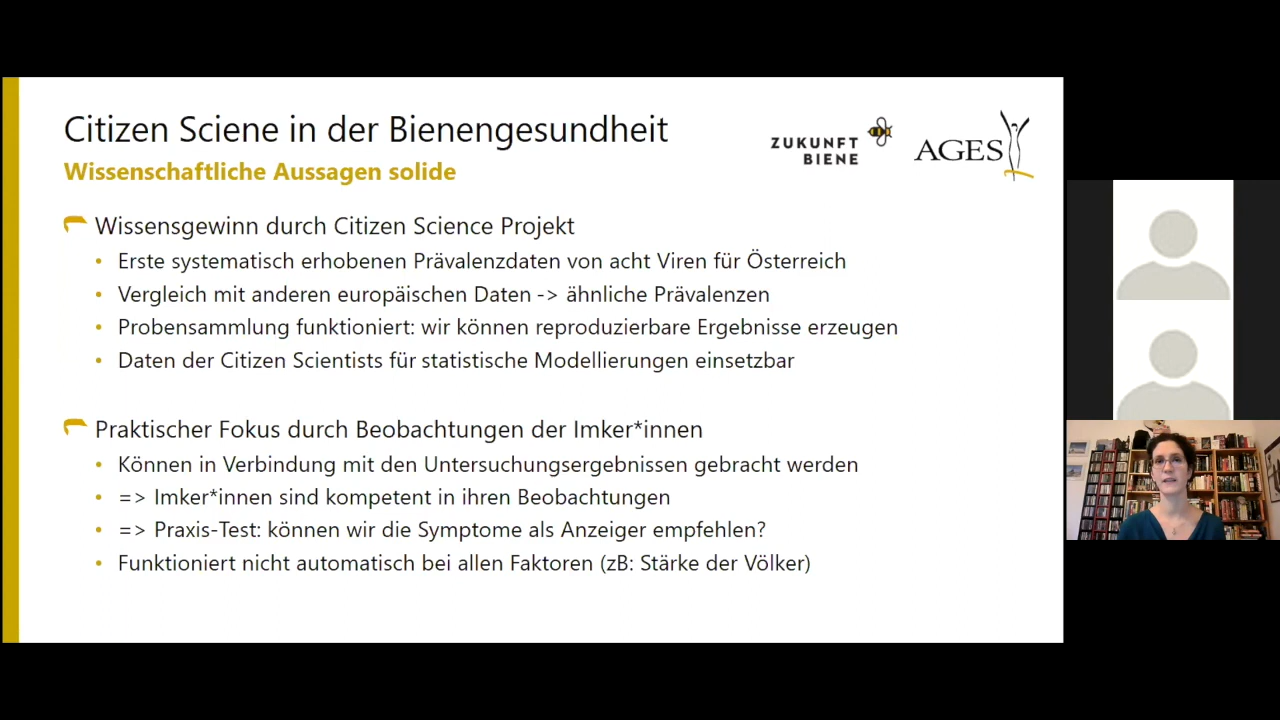 Citizen Sciene in der Bienengesundheit
Wissenschaftliche Aussagen solide
ZUKUNFT
BIENE
AGES
Wissensgewinn durch Citizen Science Projekt
• Erste systematisch erhobenen Prävalenzdaten von acht Viren für Österreich
• Vergleich mit anderen europäischen Daten -> ähnliche Prävalenzen
• Probensammlung funktioniert: wir können reproduzierbare Ergebnisse erzeugen
• Daten der Citizen Scientists für statistische Modellierungen einsetzbar
Praktischer Fokus durch Beobachtungen der Imker*innen
• Können in Verbindung mit den Untersuchungsergebnissen gebracht werden
• => Imker*innen sind kompetent in ihren Beobachtungen
• => Praxis-Test: können wir die Symptome als Anzeiger empfehlen?
• Funktioniert nicht automatisch bei allen Faktoren (zB: Stärke der Völker)